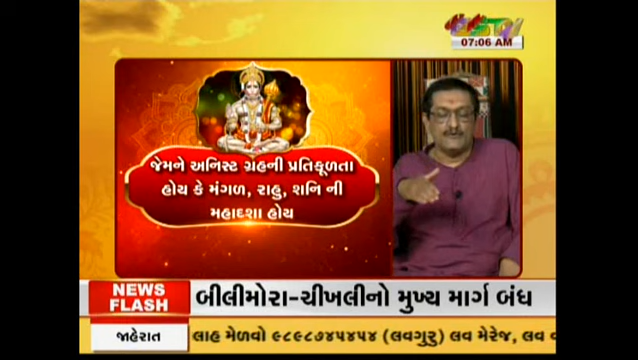 07:06 AM
જેમને અનિસ્ટ ગ્રહની પ્રતિકૂળતા
હોય કે મંગળ, રાહુ, શનિ ની
મહાદશા હોય
NEWS
FLASH
બીલીમોરા-ચીખલીનો મુખ્ય માર્ગ બંધ
જાહેરાત
લાહ મેળવો ૯૮૯૮૭૪૫૪૫૪ (લવગુરુ) લવ મેરેજ, લવ